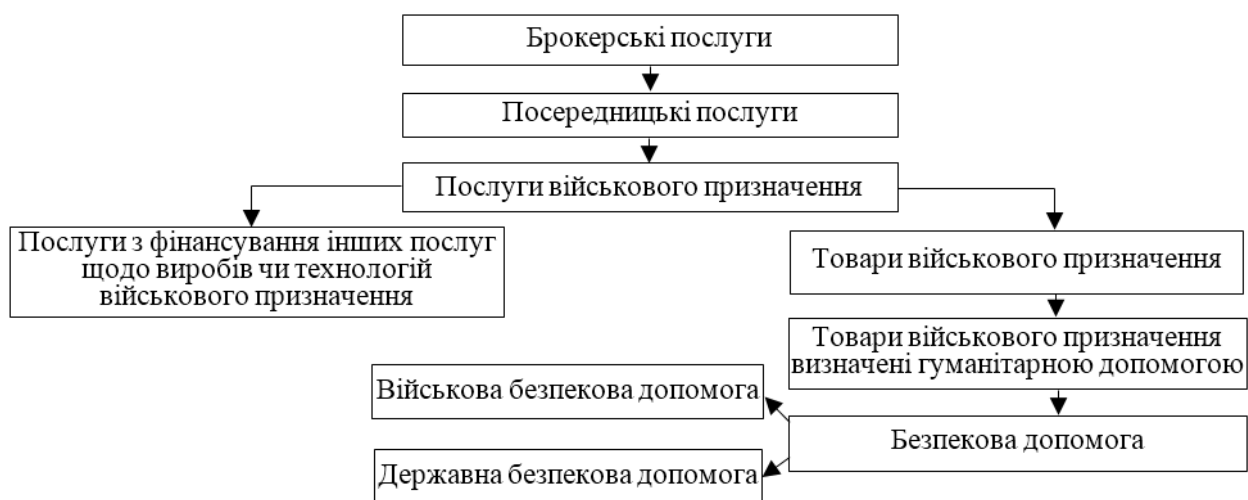 Брокерські послуги
Посередницькі послуги
Послуги військового призначення
Послуги з фінансування інших послуг
щодо виробів чи технологій
військового призначення
Товари військового призначення
Товари військового призначення
визначені гуманітарною допомогою
Військова безпекова допомога
Безпекова допомога
Державна безпекова допомога